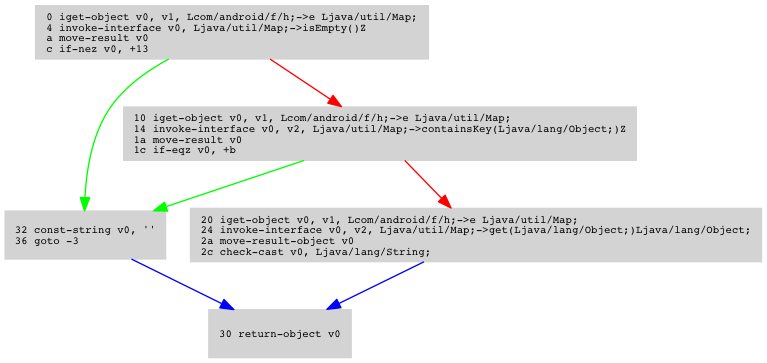 0 iget-object v0, v1, Lcom/android/f/h;->e Ljava/util/Map;
4 invoke-interface v0, Ljava/util/Map;->isEmpty()Z
a move-result v0
c if-nez v0, +13
10 iget-object v0, v1, Lcom/android/f/h;->e Ljava/util/Map;
14 invoke-interface v0, v2, Ljava/util/Map;->containsKey(Ljava/lang/Object;)Z
1a move-result v0
1c if-eqz v0, +b
32 const-string v0, ''
36 goto -3
20 iget-object v0, v1, Lcom/android/f/h;->e Ljava/util/Map;
24 invoke-interface v0, v2, Ljava/util/Map;->get(Ljava/lang/Object;)Ljava/lang/Object;
2a move-result-object v0
2c check-cast v0, Ljava/lang/String;
30 return-object v0